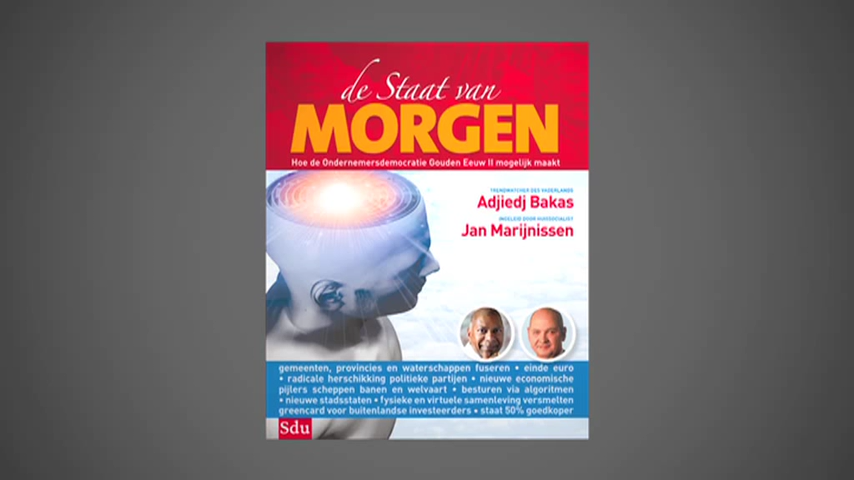 de Staat van
MORGEN
Hoe de Ondernemersdemocratie Gouden Eeuw II mogelijk maakt
TRENDWATCHER DES VADERLANDS
Adjiedj Bakas
INGELEID DOOR HUISSOCIALIST
Jan Marijnissen
gemeenten, provincies en waterschappen fuseren • einde euro
• radicale herschikking politieke partijen • nieuwe economische
pijlers scheppen banen en welvaart • besturen via algoritmen
• nieuwe stadsstaten • fysieke en virtuele samenleving versmelten
greencard voor buitenlandse investeerders • staat 50% goedkoper
Sdu